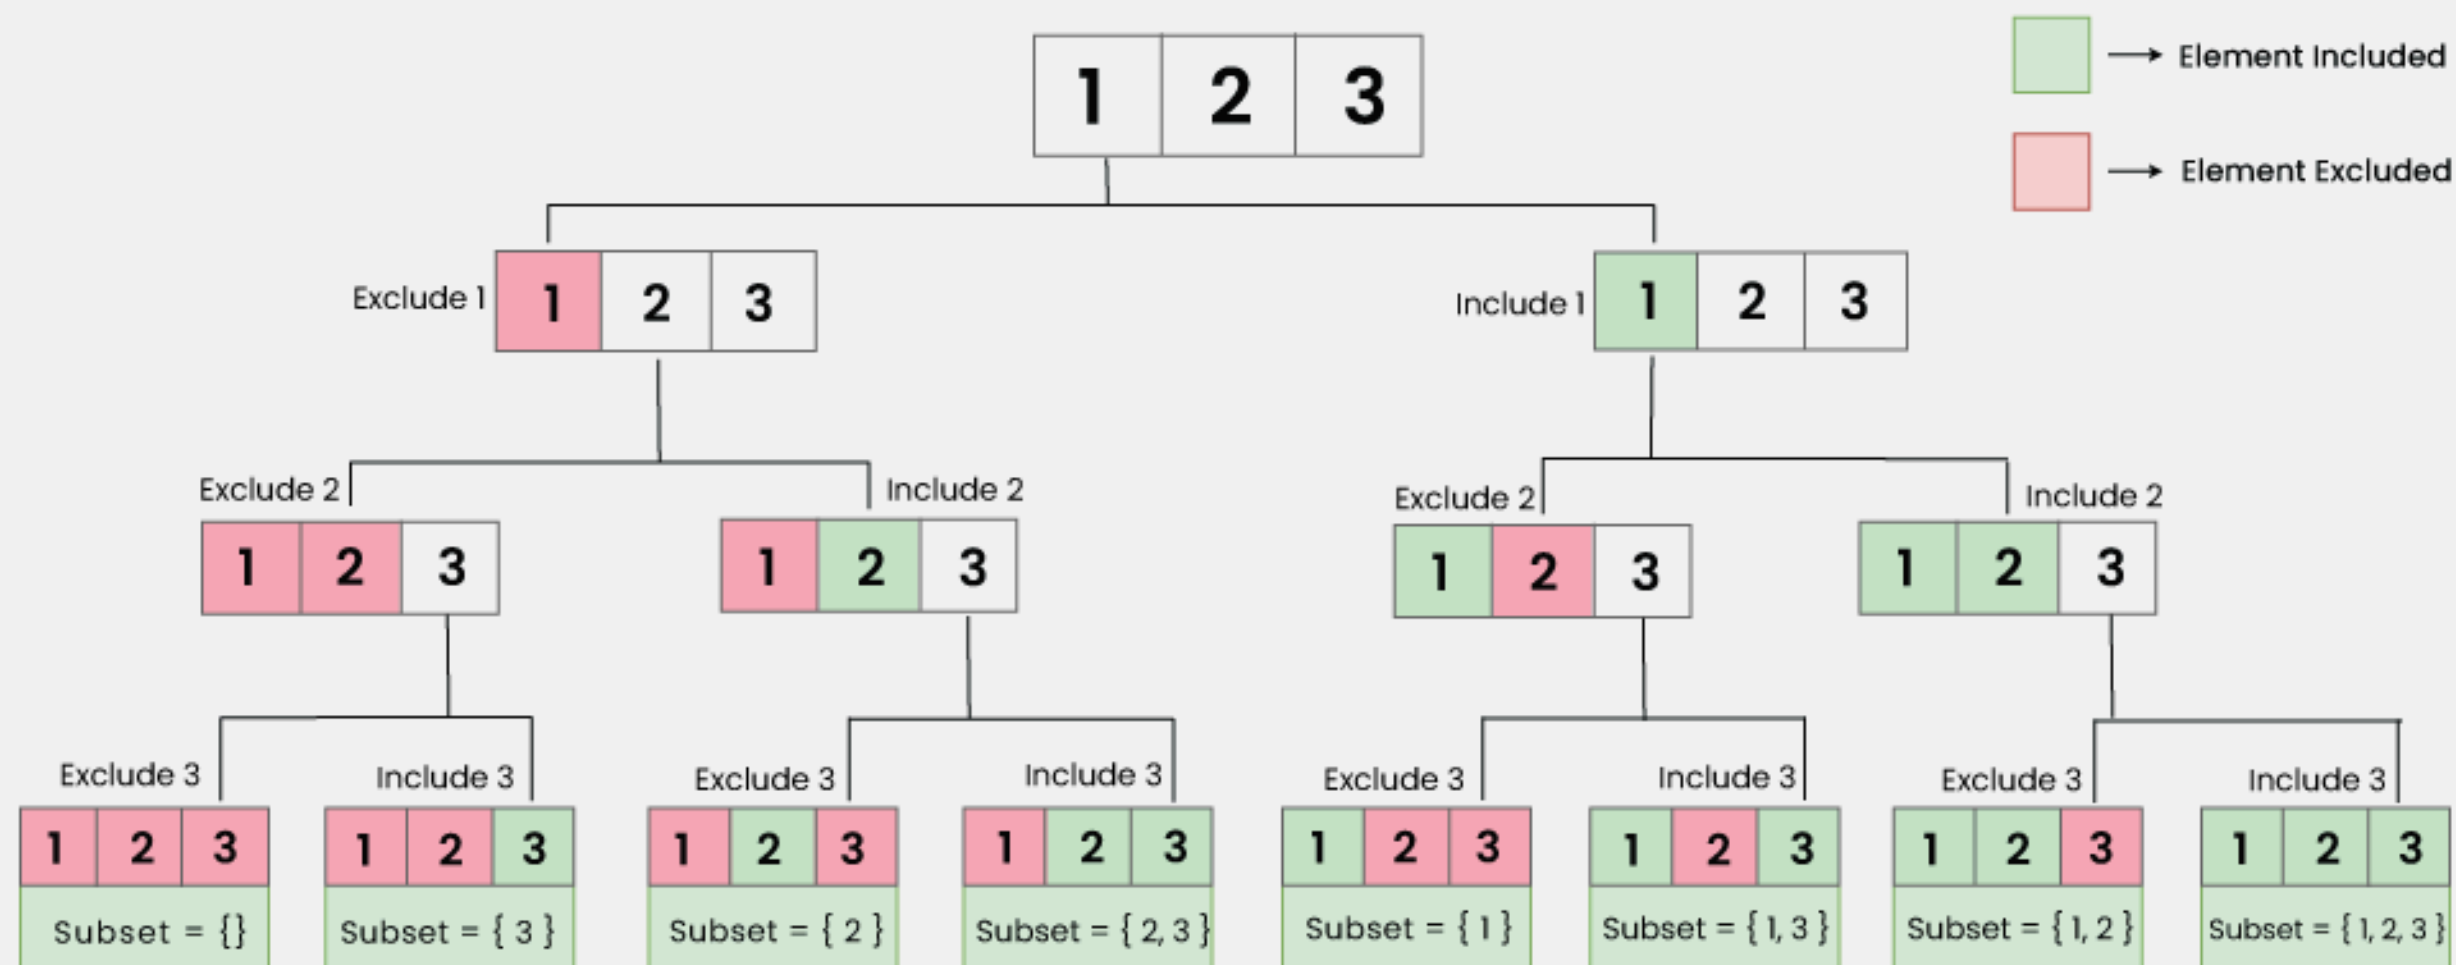 1 2 3
Element Included
Element Excluded
Exclude 1
1 2 3
Include 1
1 2 3
Exclude 2
Include 2
Exclude 2
Include 2
1 2 3
1 2 3
1 2 3
1 2 3
Exclude 3
Include 3
Exclude 3
Include 3
Exclude 3
Include 3
Exclude 3
Include 3
1 2 3
1 2 3
1 2 3
1 2 3
1 2 3
1 2 3
1 2 3
1 2 3
Subset = {}
Subset = { 3 }
Subset = { 2 }
Subset = { 2, 3 }
Subset = { 1 }
Subset = { 1, 3 }
Subset = { 1, 2 }
Subset = { 1, 2, 3 }